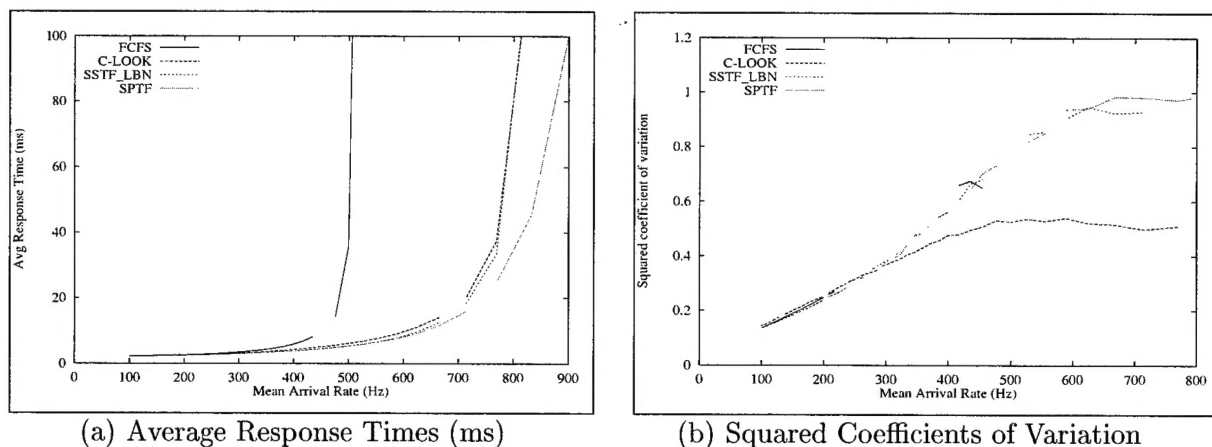 100
80
60
40
20
0
Avg Response Time (ms)
FCFS
C-LOOK
SSTF_LBN
SPTF
0 100 200 300 400 500 600 700 800 900
Mean Arrival Rate (Hz)
(a) Average Response Times (ms)
1.2
1
0.8
0.6
0.4
0.2
0
Squared coefficient of variation
FCFS
C-LOOK
SSTF_LBN
SPTF
0 100 200 300 400 500 600 700 800
Mean Arrival Rate (Hz)
(b) Squared Coefficients of Variation